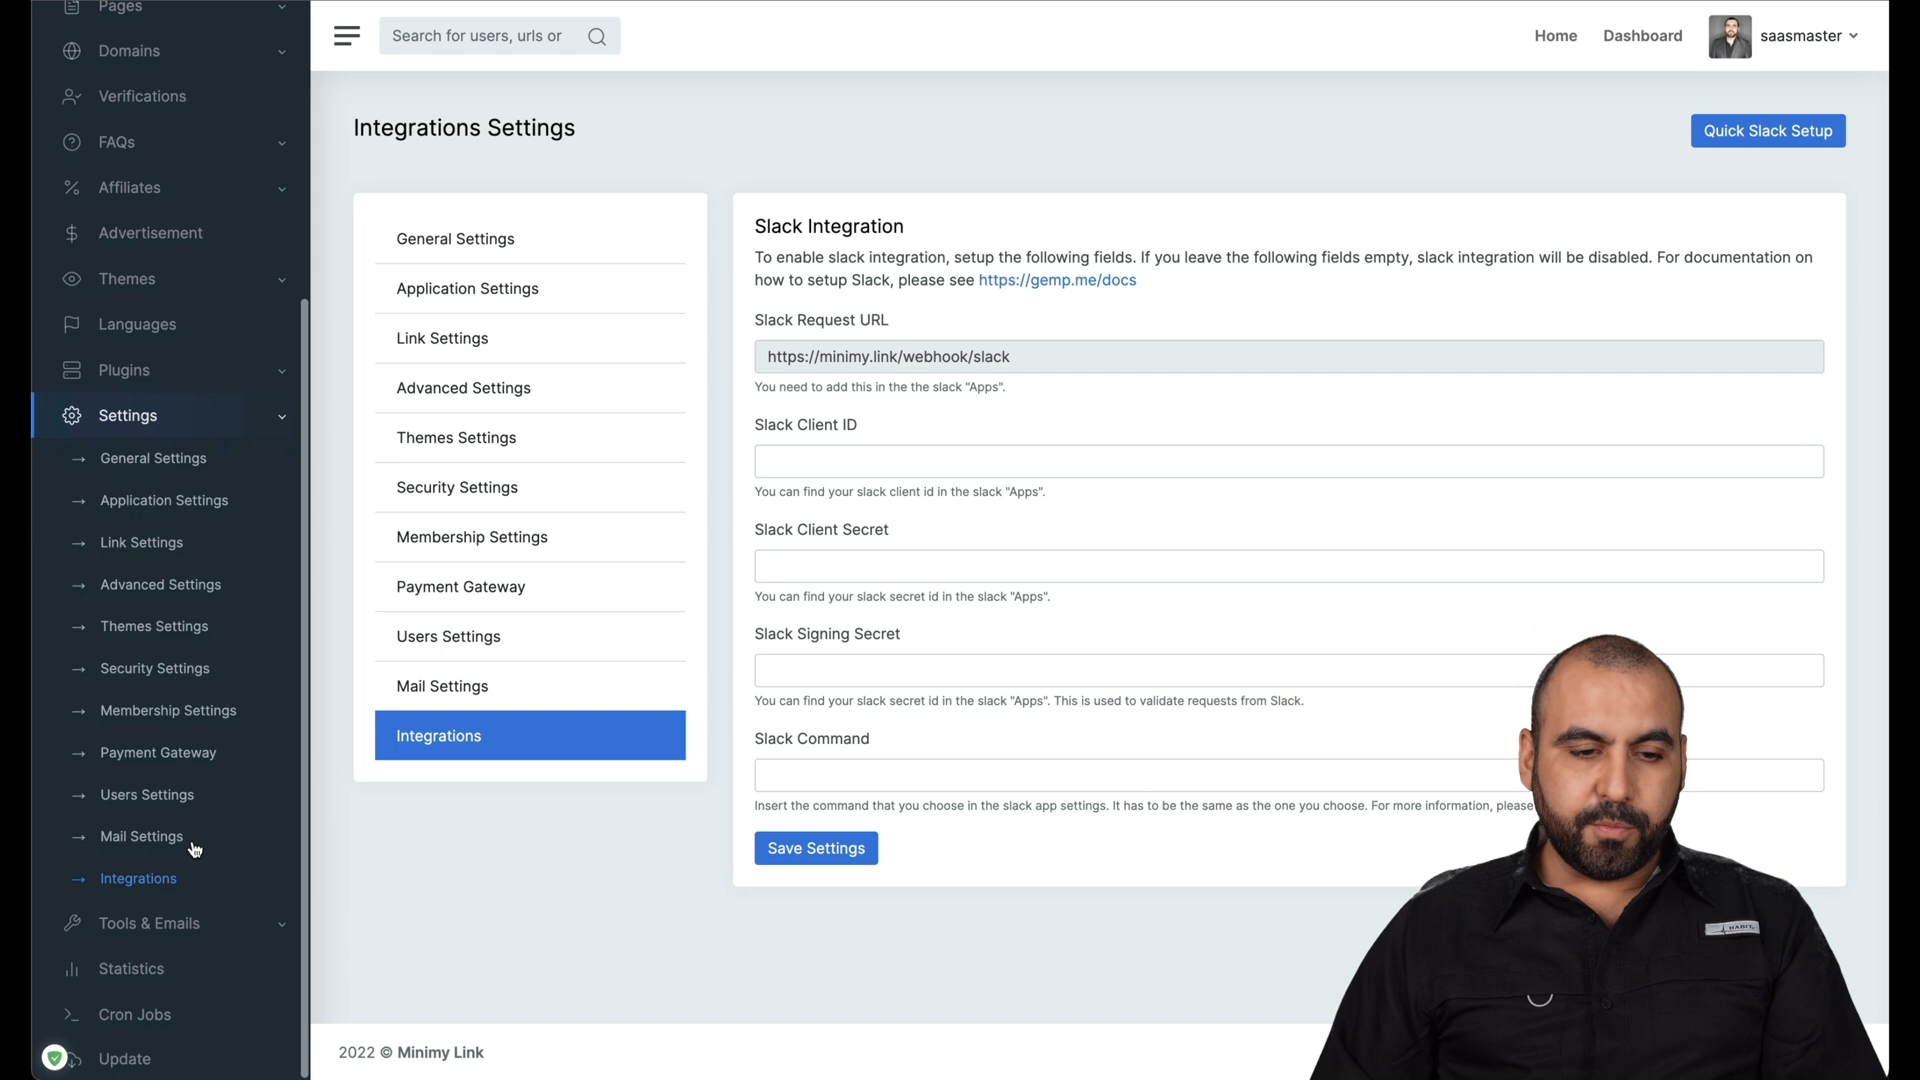 Pages
Domains
Verifications
FAQs
Affiliates
Advertisement
Themes
Languages
Plugins
Settings
→ General Settings
→ Application Settings
→ Link Settings
→ Advanced Settings
→ Themes Settings
→ Security Settings
→ Membership Settings
→ Payment Gateway
→ Users Settings
→ Mail Settings
→ Integrations
Tools & Emails
Statistics
Cron Jobs
Update
Search for users, urls or
Home
Dashboard
saasmaster
Integrations Settings
Quick Slack Setup
General Settings
Application Settings
Link Settings
Advanced Settings
Themes Settings
Security Settings
Membership Settings
Payment Gateway
Users Settings
Mail Settings
Integrations
Slack Integration
To enable slack integration, setup the following fields. If you leave the following fields empty, slack integration will be disabled. For documentation on
how to setup Slack, please see https://gemp.me/docs
Slack Request URL
https://minimy.link/webhook/slack
You need to add this in the the slack "Apps".
Slack Client ID
You can find your slack client id in the slack "Apps".
Slack Client Secret
You can find your slack secret id in the slack "Apps".
Slack Signing Secret
You can find your slack secret id in the slack "Apps". This is used to validate requests from Slack.
Slack Command
Insert the command that you choose in the slack app settings. It has to be the same as the one you choose. For more information, please
Save Settings
HABIT
2022 © Minimy Link